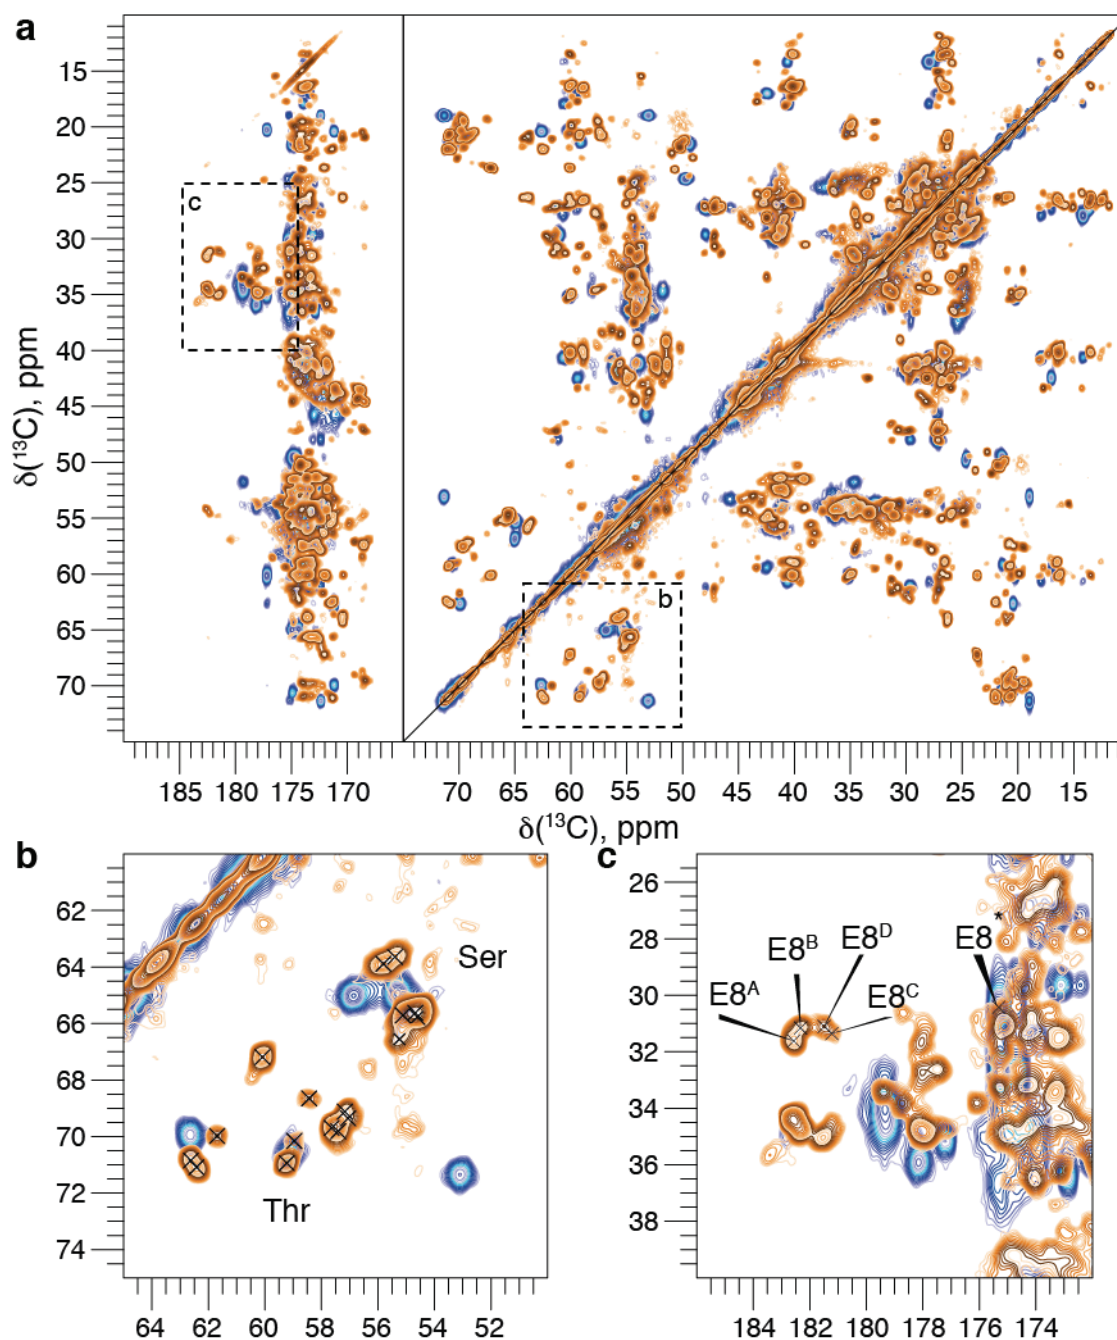 a
15
20
25
30
35
40
45
50
55
60
65
70
δ(¹³C), ppm
c
b
185 180 175 170 70 65 60 55 50 45 40 35 30 25 20 15
δ(¹³C), ppm
b
62
64
66
68
70
72
74
Ser
Thr
64 62 60 58 56 54 52
c
26
28
30
32
34
36
38
*
E8ᴮ E8ᴰ E8
E8ᴬ E8ᶜ
184 182 180 178 176 174